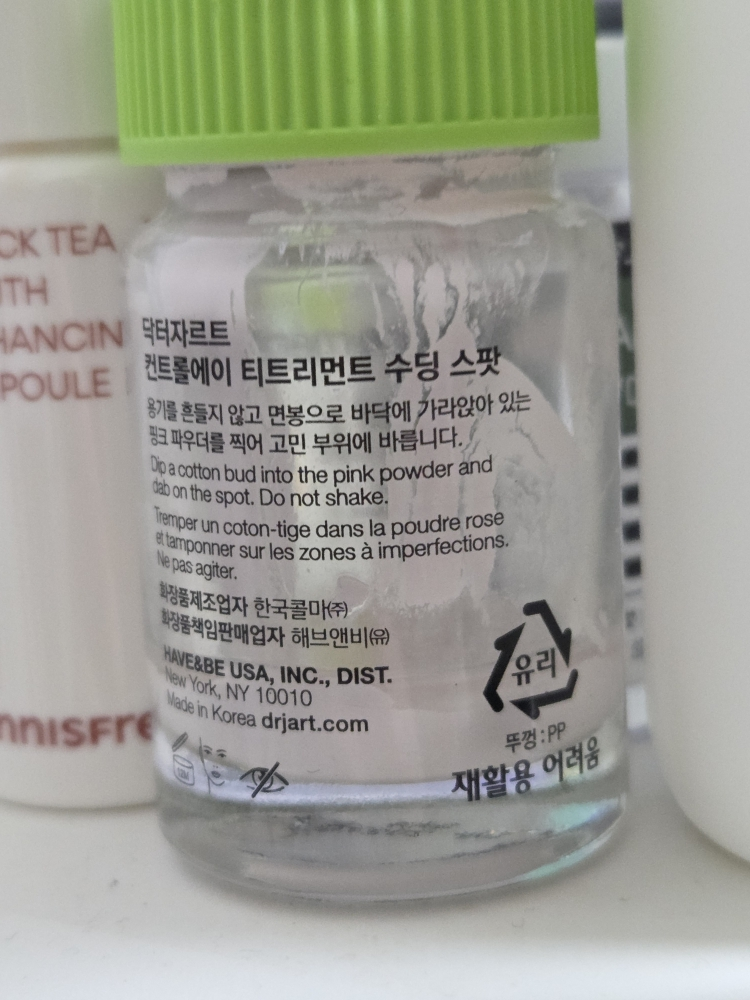 닥터자르트
컨트롤에이 티트리먼트 수딩 스팟
용기를 흔들지 않고 면봉으로 바닥에 가라앉아 있는
핑크 파우더를 찍어 고민 부위에 바릅니다.
Dip a cotton bud into the pink powder and
dab on the spot. Do not shake.
Tremper un coton-tige dans la poudre rose
et tamponner sur les zones à imperfections.
Ne pas agiter.
화장품제조업자 한국콜마㈜
화장품책임판매업자 해브앤비㈲
HAVE&BE USA, INC., DIST.
New York, NY 10010
Made in Korea drjart.com
유리
뚜껑:PP
재활용 어려움
CK TEA
UTH
HANCIN
POULE
NNISFRE